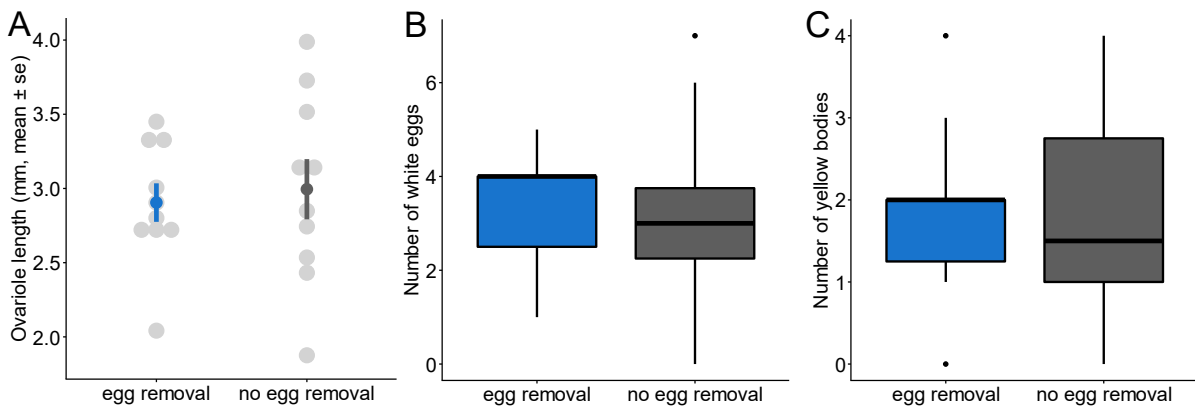 A
Ovariole length (mm, mean ± se)
4.0
3.5
3.0
2.5
2.0
egg removal
no egg removal
B
Number of white eggs
6
4
2
0
egg removal
no egg removal
C
Number of yellow bodies
4
3
2
1
0
egg removal
no egg removal